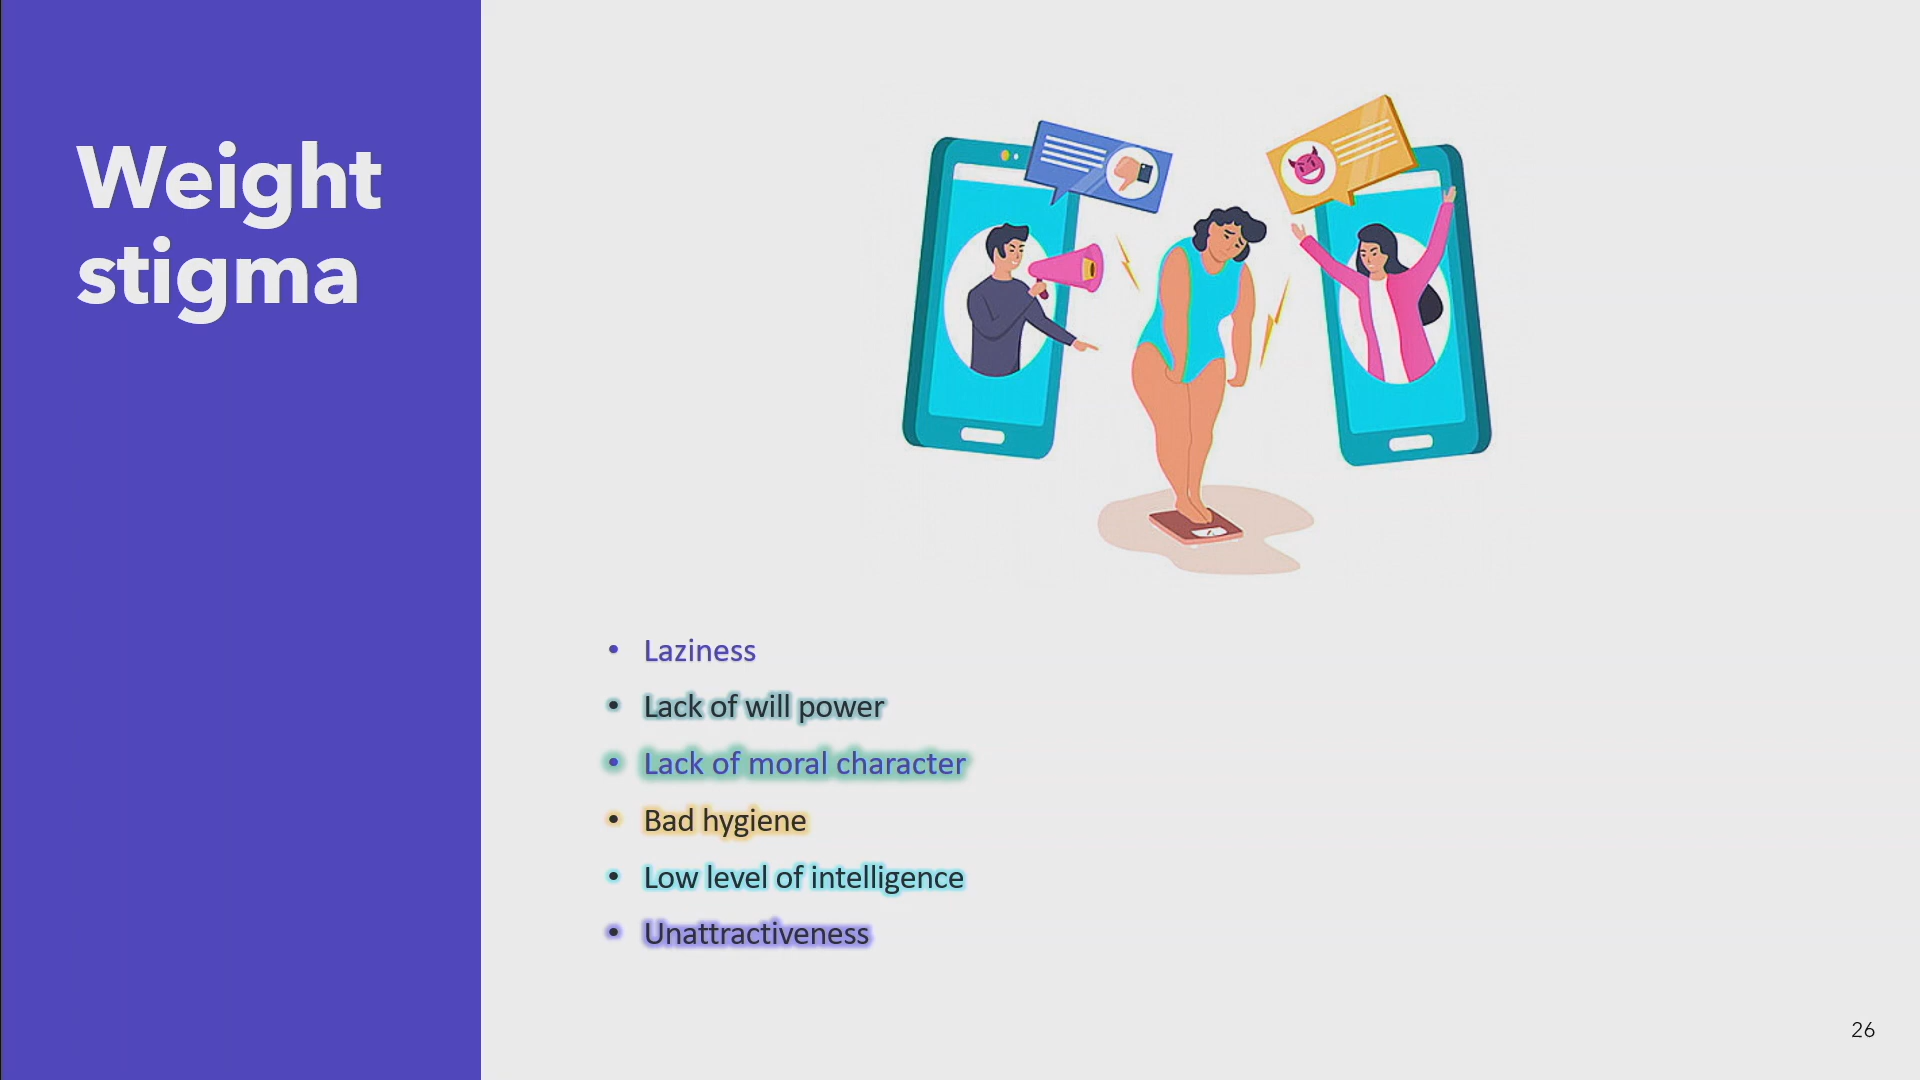 Weight
stigma
• Laziness
• Lack of will power
• Lack of moral character
• Bad hygiene
• Low level of intelligence
• Unattractiveness
26